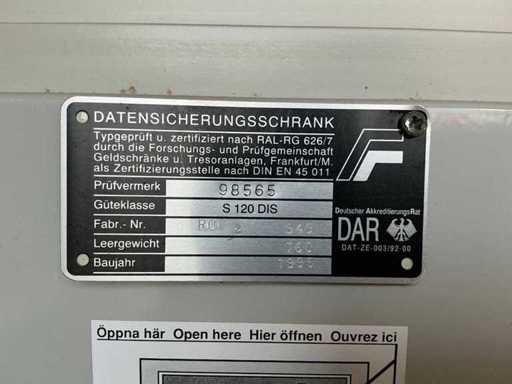 DATENSICHERUNGSSCHRANK
Typgeprüft u. zertifiziert nach RAL-RG 626/7
durch die Forschungs- und Prüfgemeinschaft
Geldschränke u. Tresoranlagen, Frankfurt/M.
als Zertifizierungsstelle nach DIN EN 45 011
Prüfvermerk 98565
Güteklasse S 120 DIS
Fabr.- Nr.
Leergewicht 760
Baujahr
Deutscher AkkreditierungsRat
DAR
DAT-ZE-003/92-00
Öppna här Open here Hier öffnen Ouvrez ici